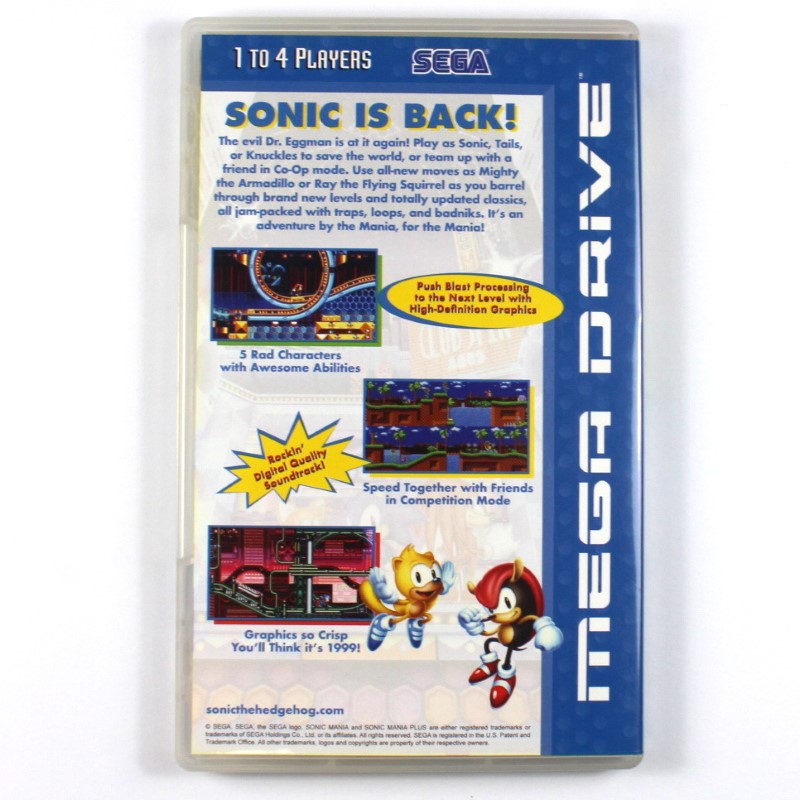 1 TO 4 PLAYERS
SEGA
SONIC IS BACK!
The evil Dr. Eggman is at it again! Play as Sonic, Tails,
or Knuckles to save the world, or team up with a
friend in Co-Op mode. Use all-new moves as Mighty
the Armadillo or Ray the Flying Squirrel as you barrel
through brand new levels and totally updated classics,
all jam-packed with traps, loops, and badniks. It's an
adventure by the Mania, for the Mania!
Push Blast Processing
to the Next Level with
High-Definition Graphics
5 Rad Characters
with Awesome Abilities
Rockin'
Digital Quality
Soundtrack!
Speed Together with Friends
in Competition Mode
Graphics so Crisp
You'll Think it's 1999!
sonicthehedgehog.com
© SEGA. SEGA, the SEGA logo, SONIC MANIA and SONIC MANIA PLUS are either registered trademarks or
trademarks of SEGA Holdings Co., Ltd. or its affiliates. All rights reserved. SEGA is registered in the U.S. Patent and
Trademark Office. All other trademarks, logos and copyrights are property of their respective owners.
MEGA DRIVE™